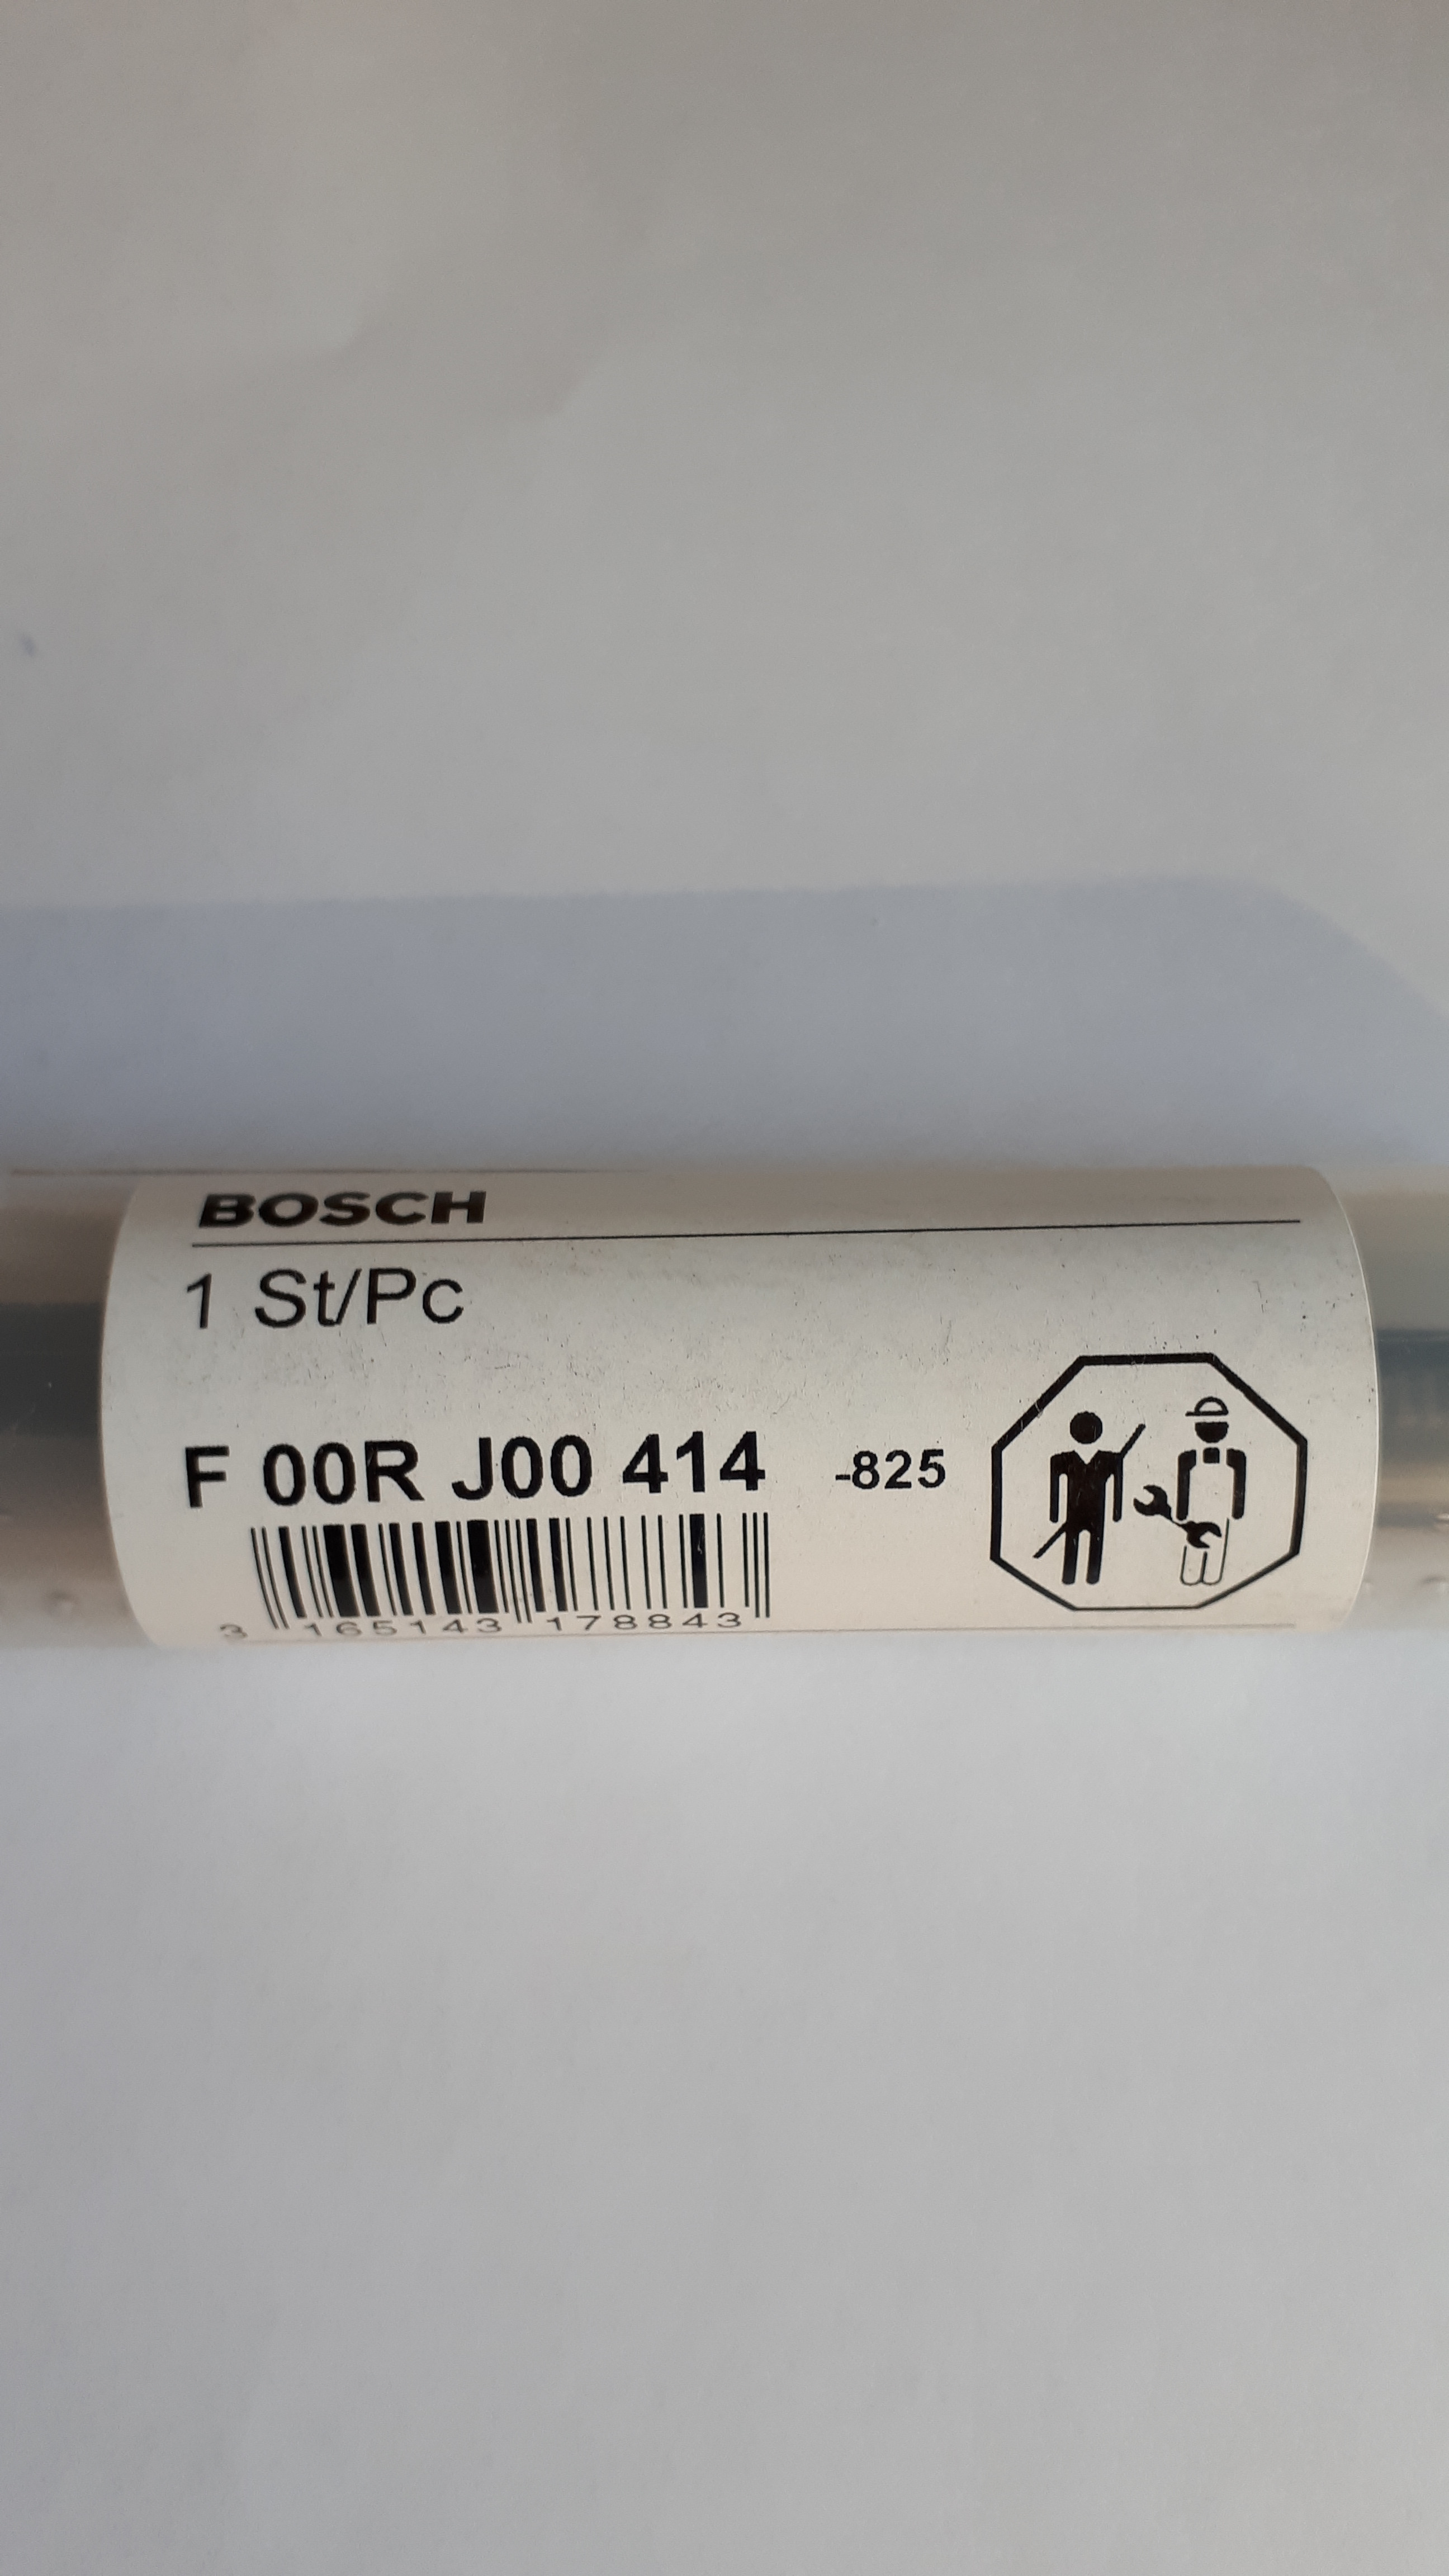 BOSCH
1 St/Pc
F 00R J00 414 -825
3 165143 178843